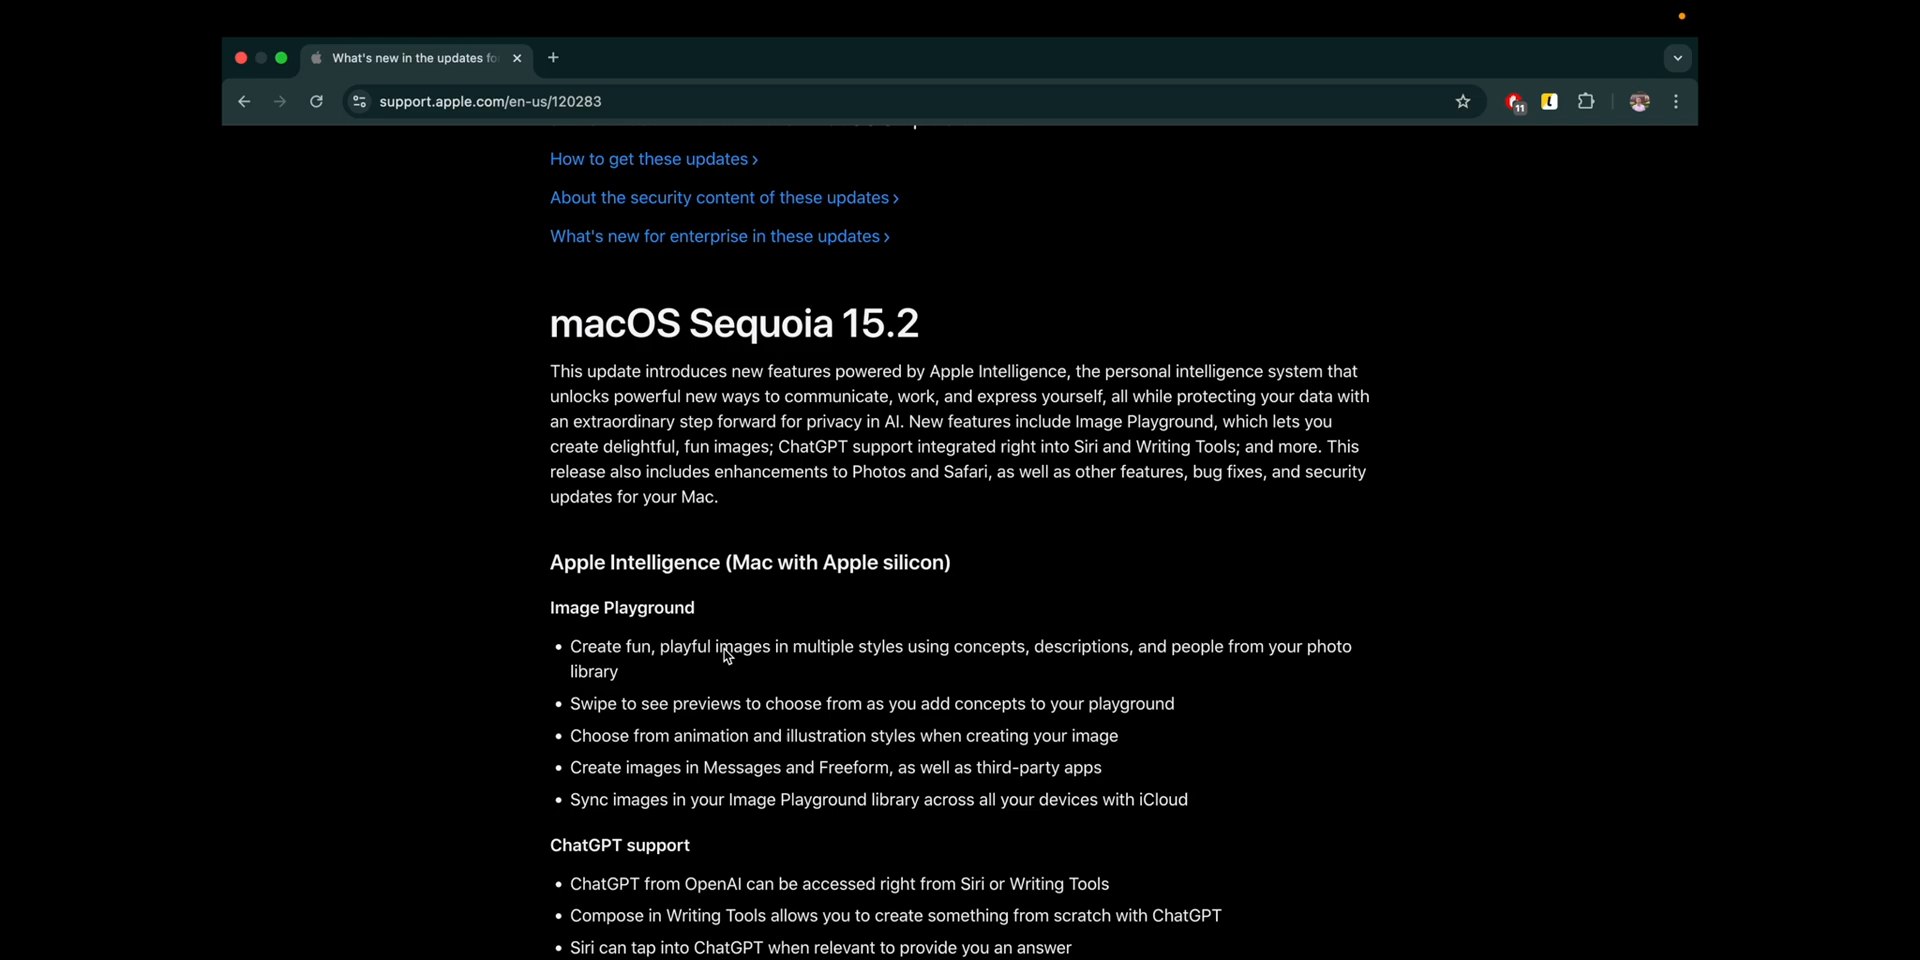 What's new in the updates fo
support.apple.com/en-us/120283
11
How to get these updates ›
About the security content of these updates ›
What's new for enterprise in these updates ›
macOS Sequoia 15.2
This update introduces new features powered by Apple Intelligence, the personal intelligence system that
unlocks powerful new ways to communicate, work, and express yourself, all while protecting your data with
an extraordinary step forward for privacy in AI. New features include Image Playground, which lets you
create delightful, fun images; ChatGPT support integrated right into Siri and Writing Tools; and more. This
release also includes enhancements to Photos and Safari, as well as other features, bug fixes, and security
updates for your Mac.
Apple Intelligence (Mac with Apple silicon)
Image Playground
• Create fun, playful images in multiple styles using concepts, descriptions, and people from your photo
library
• Swipe to see previews to choose from as you add concepts to your playground
• Choose from animation and illustration styles when creating your image
• Create images in Messages and Freeform, as well as third-party apps
• Sync images in your Image Playground library across all your devices with iCloud
ChatGPT support
• ChatGPT from OpenAI can be accessed right from Siri or Writing Tools
• Compose in Writing Tools allows you to create something from scratch with ChatGPT
• Siri can tap into ChatGPT when relevant to provide you an answer